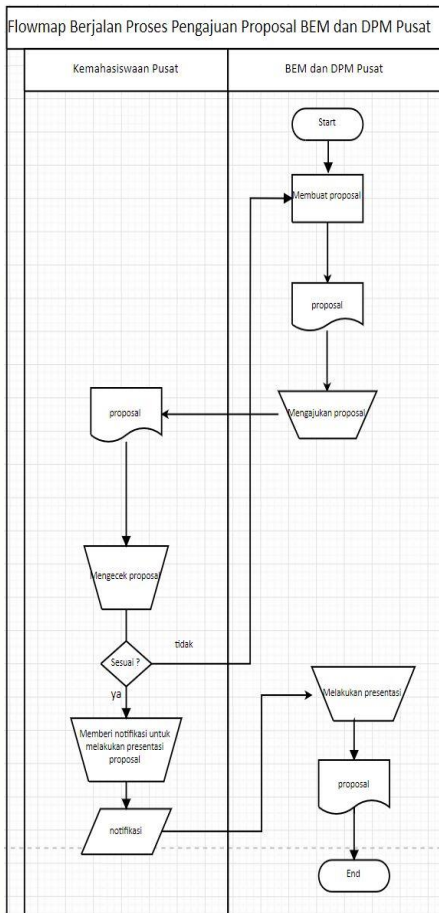 Flowmap Berjalan Proses Pengajuan Proposal BEM dan DPM Pusat
Kemahasiswaan Pusat
BEM dan DPM Pusat
Start
Membuat proposal
proposal
Mengajukan proposal
proposal
Mengecek proposal
Sesuai ?
tidak
ya
Memberi notifikasi untuk
melakukan presentasi
proposal
notifikasi
Melakukan presentasi
proposal
End